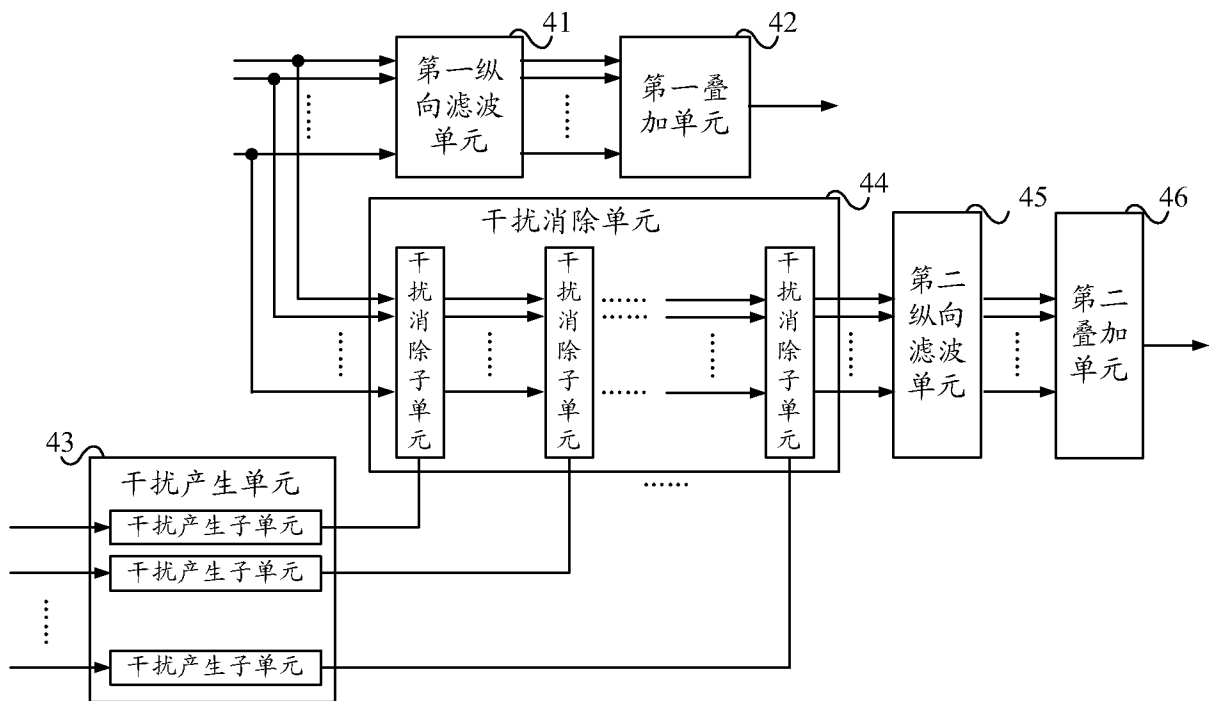 41
42
第一纵
向滤波
单元
第一叠
加单元
44
45
46
干扰消除单元
干扰消除子单元
干扰消除子单元
干扰消除子单元
第二
纵向
滤波
单元
第二
叠加
单元
43
干扰产生单元
干扰产生子单元
干扰产生子单元
干扰产生子单元